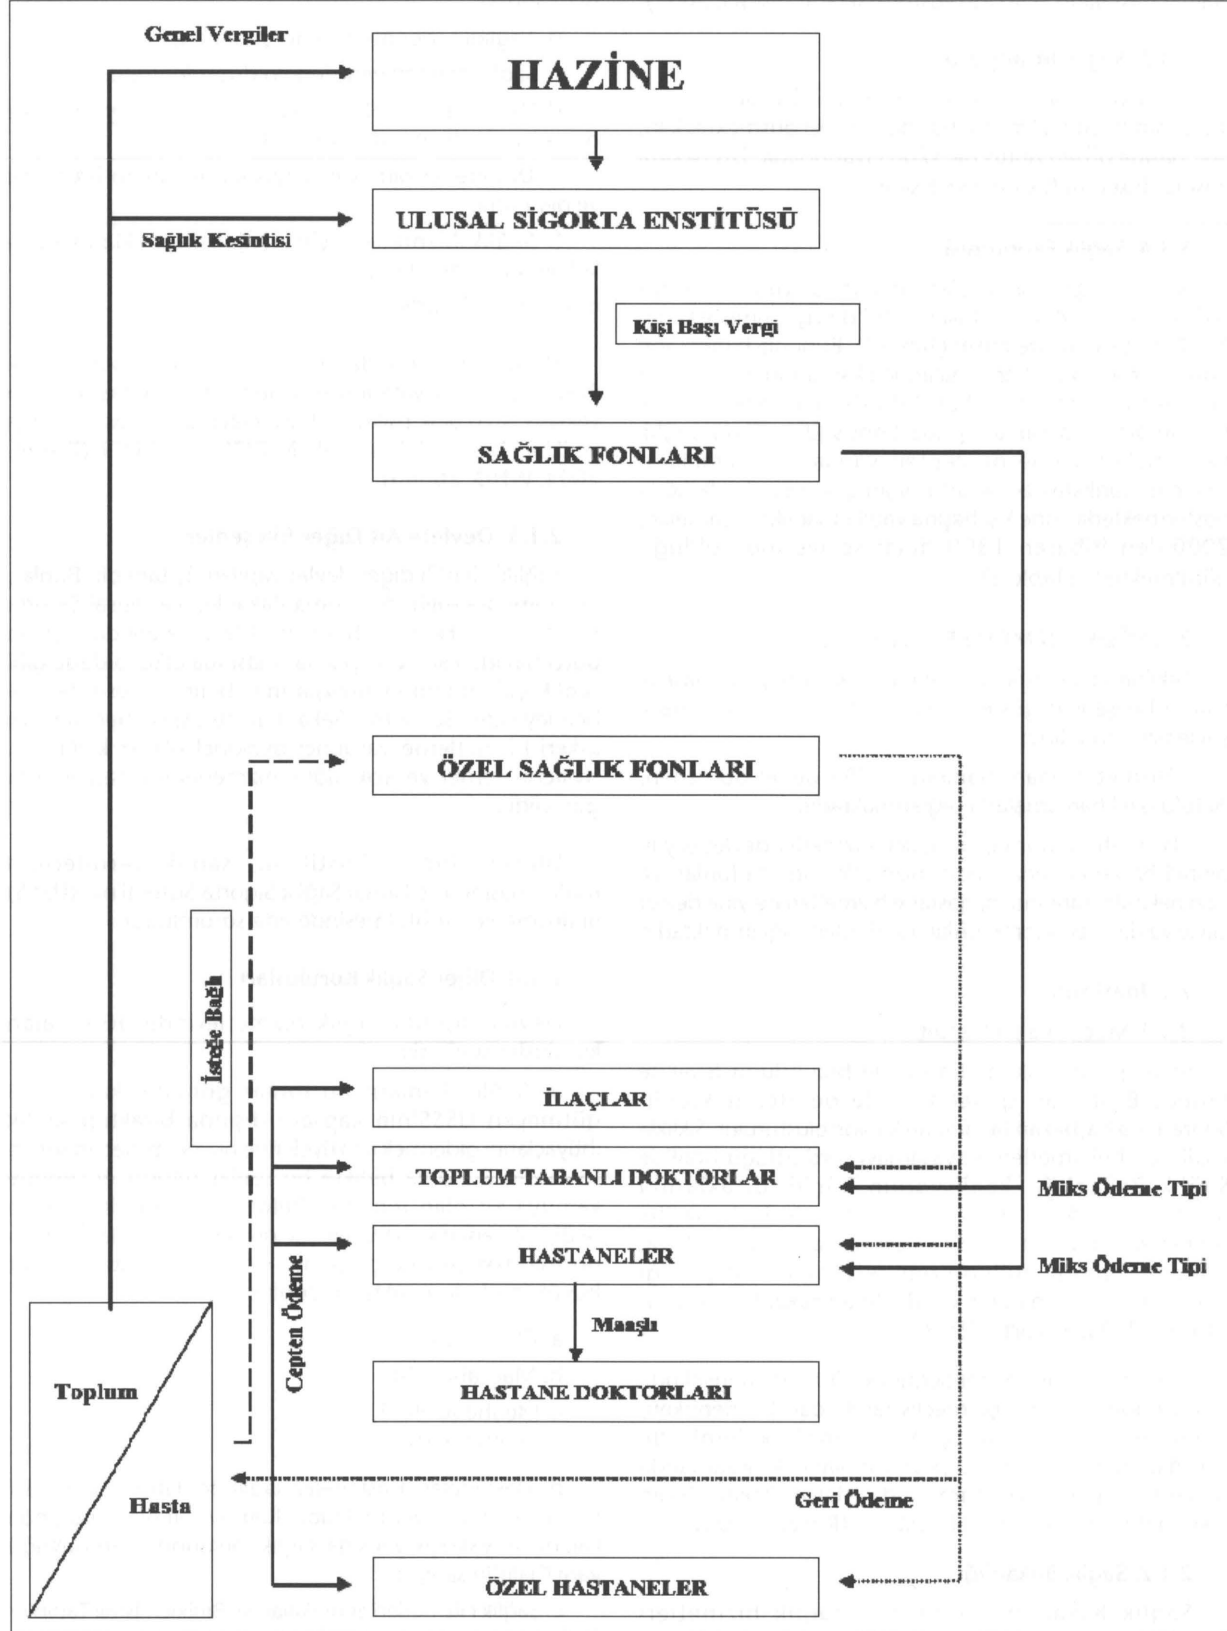 Genel Vergiler
HAZİNE
ULUSAL SİGORTA ENSTİTÜSÜ
Sağlık Kesintisi
Kişi Başı Vergi
SAĞLIK FONLARI
ÖZEL SAĞLIK FONLARI
İsteğe Bağlı
İLAÇLAR
TOPLUM TABANLI DOKTORLAR
Miks Ödeme Tipi
HASTANELER
Miks Ödeme Tipi
Cepten Ödeme
Maaşlı
HASTANE DOKTORLARI
Toplum
Hasta
Geri Ödeme
ÖZEL HASTANELER